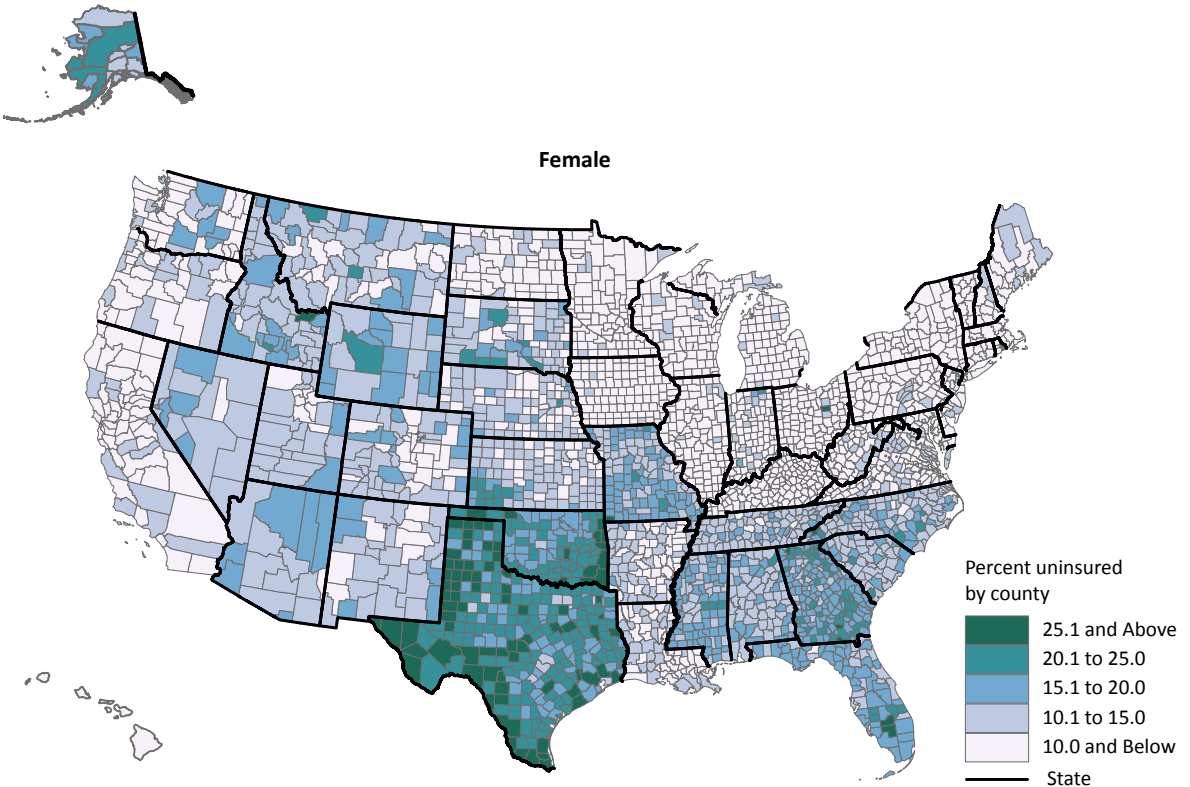 Female
Percent uninsured
by county
25.1 and Above
20.1 to 25.0
15.1 to 20.0
10.1 to 15.0
10.0 and Below
State